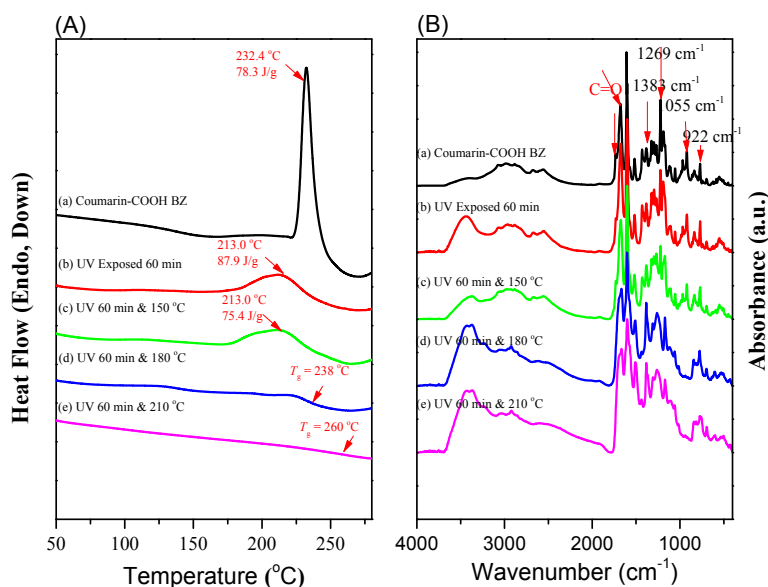 (A)
232.4 °C
78.3 J/g
(a) Coumarin-COOH BZ
213.0 °C
(b) UV Exposed 60 min
87.9 J/g
(c) UV 60 min & 150 °C
213.0 °C
75.4 J/g
(d) UV 60 min & 180 °C
Tg = 238 °C
(e) UV 60 min & 210 °C
Tg = 260 °C
Heat Flow (Endo, Down)
50 100 150 200 250
Temperature (°C)
(B)
1269 cm-1
C=O
1383 cm-1
055 cm-1
922 cm-1
(a) Coumarin-COOH BZ
(b) UV Exposed 60 min
(c) UV 60 min & 150 °C
(d) UV 60 min & 180 °C
(e) UV 60 min & 210 °C
Absorbance (a.u.)
4000 3000 2000 1000
Wavenumber (cm-1)